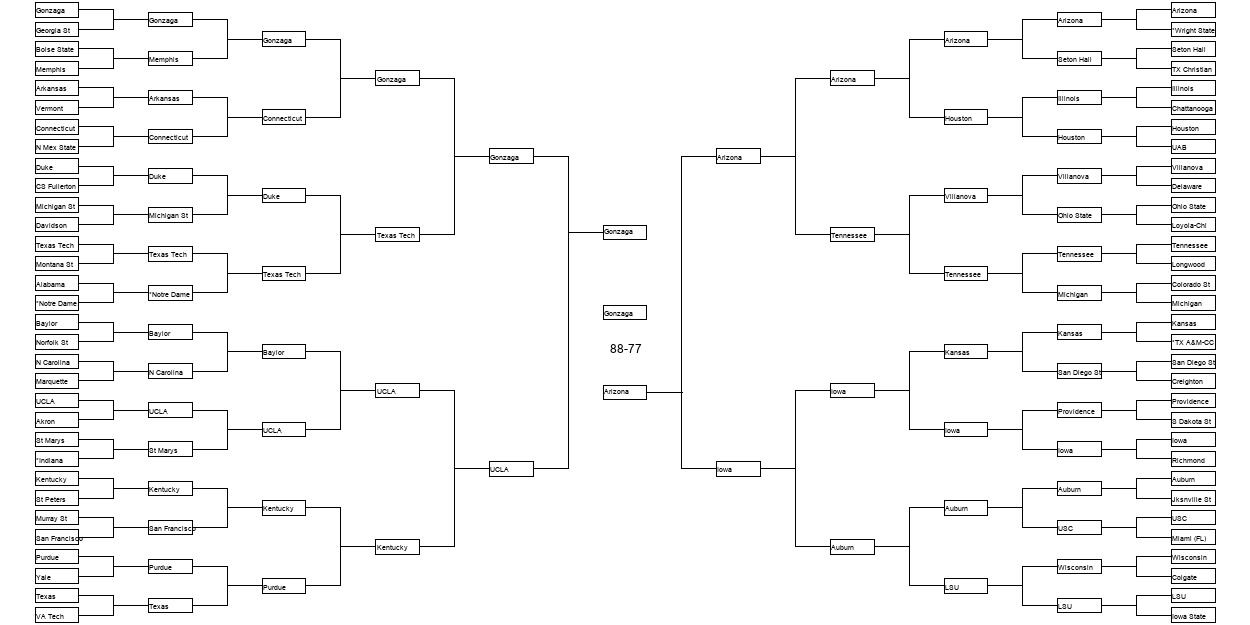 Gonzaga
Georgia St
Boise State
Memphis
Arkansas
Vermont
Connecticut
N Mex State
Duke
CS Fullerton
Michigan St
Davidson
Texas Tech
Montana St
Alabama
*Notre Dame
Baylor
Norfolk St
N Carolina
Marquette
UCLA
Akron
St Marys
*Indiana
Kentucky
St Peters
Murray St
San Francisco
Purdue
Yale
Texas
VA Tech
Gonzaga
Memphis
Arkansas
Connecticut
Duke
Michigan St
Texas Tech
*Notre Dame
Baylor
N Carolina
UCLA
St Marys
Kentucky
San Francisco
Purdue
Texas
Gonzaga
Connecticut
Duke
Texas Tech
Baylor
UCLA
Kentucky
Purdue
Gonzaga
Texas Tech
UCLA
Kentucky
Gonzaga
UCLA
Gonzaga
Gonzaga
88-77
Arizona
Arizona
Iowa
Arizona
Tennessee
Iowa
Auburn
Arizona
Houston
Villanova
Tennessee
Kansas
Iowa
Auburn
LSU
Arizona
Seton Hall
Illinois
Houston
Villanova
Ohio State
Tennessee
Michigan
Kansas
San Diego St
Providence
Iowa
Auburn
USC
Wisconsin
LSU
Arizona
*Wright State
Seton Hall
TX Christian
Illinois
Chattanooga
Houston
UAB
Villanova
Delaware
Ohio State
Loyola-Chi
Tennessee
Longwood
Colorado St
Michigan
Kansas
*TX A&M-CC
San Diego St
Creighton
Providence
S Dakota St
Iowa
Richmond
Auburn
Jksnville St
USC
Miami (FL)
Wisconsin
Colgate
LSU
Iowa State